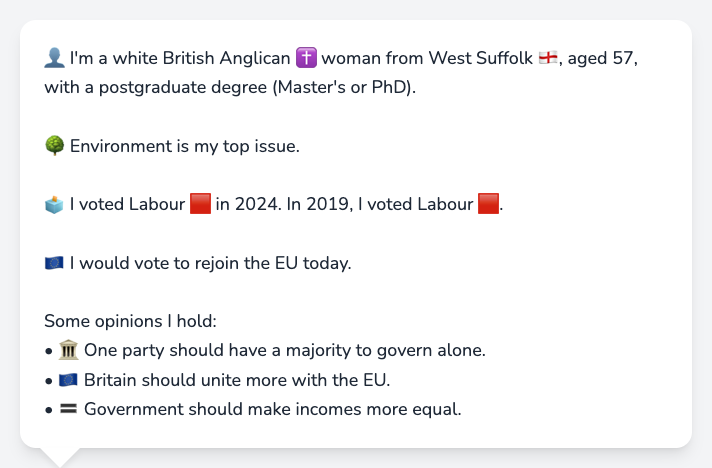 👤 I'm a white British Anglican ✝️ woman from West Suffolk 🏴󠁧󠁢󠁥󠁮󠁧󠁿, aged 57,
with a postgraduate degree (Master's or PhD).
🌳 Environment is my top issue.
🗳️ I voted Labour 🟥 in 2024. In 2019, I voted Labour 🟥.
🇪🇺 I would vote to rejoin the EU today.
Some opinions I hold:
• 🏛️ One party should have a majority to govern alone.
• 🇪🇺 Britain should unite more with the EU.
• 🟰 Government should make incomes more equal.